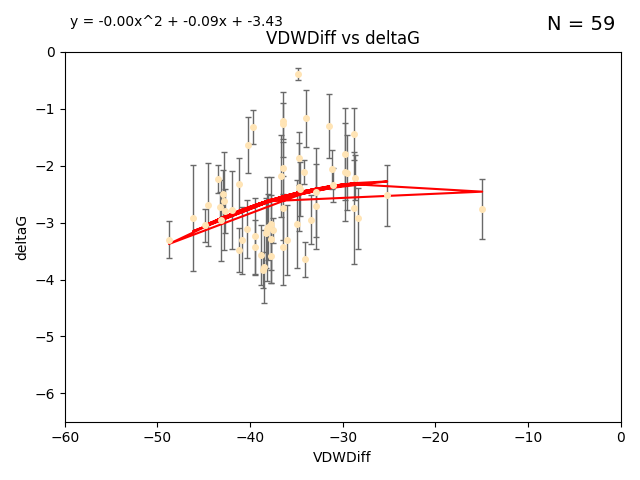 y = -0.00x^2 + -0.09x + -3.43
N = 59
VDWDiff vs deltaG
0
−1
−2
−3
−4
−5
−6
deltaG
−60 −50 −40 −30 −20 −10 0
VDWDiff